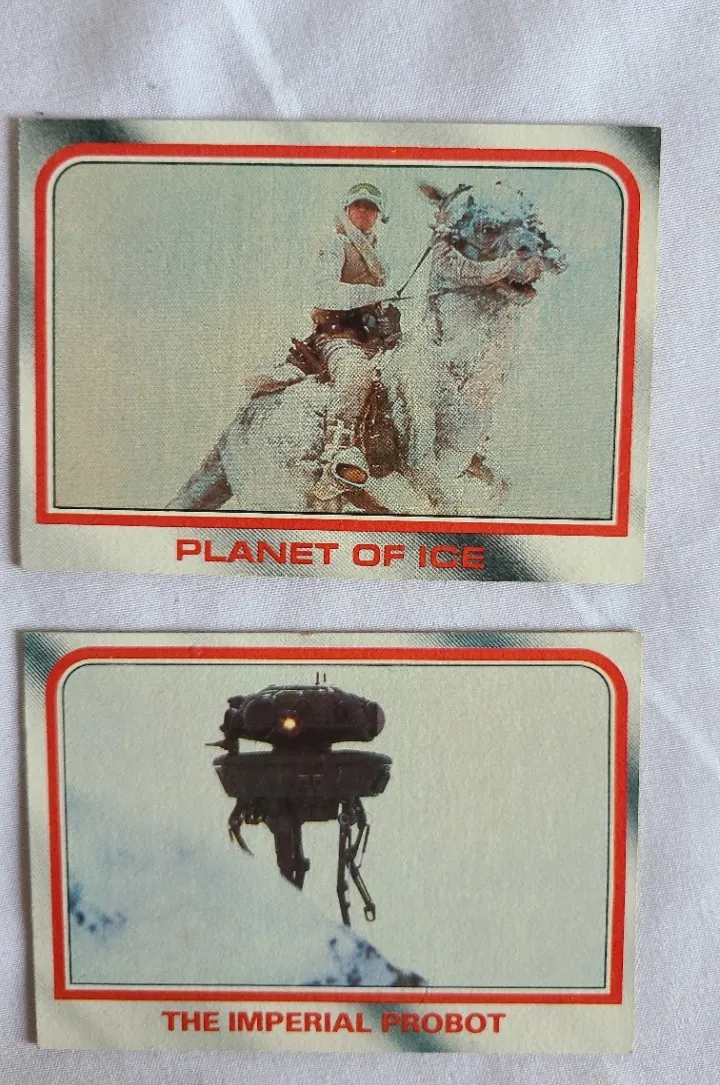 PLANET OF ICE
THE IMPERIAL PROBOT